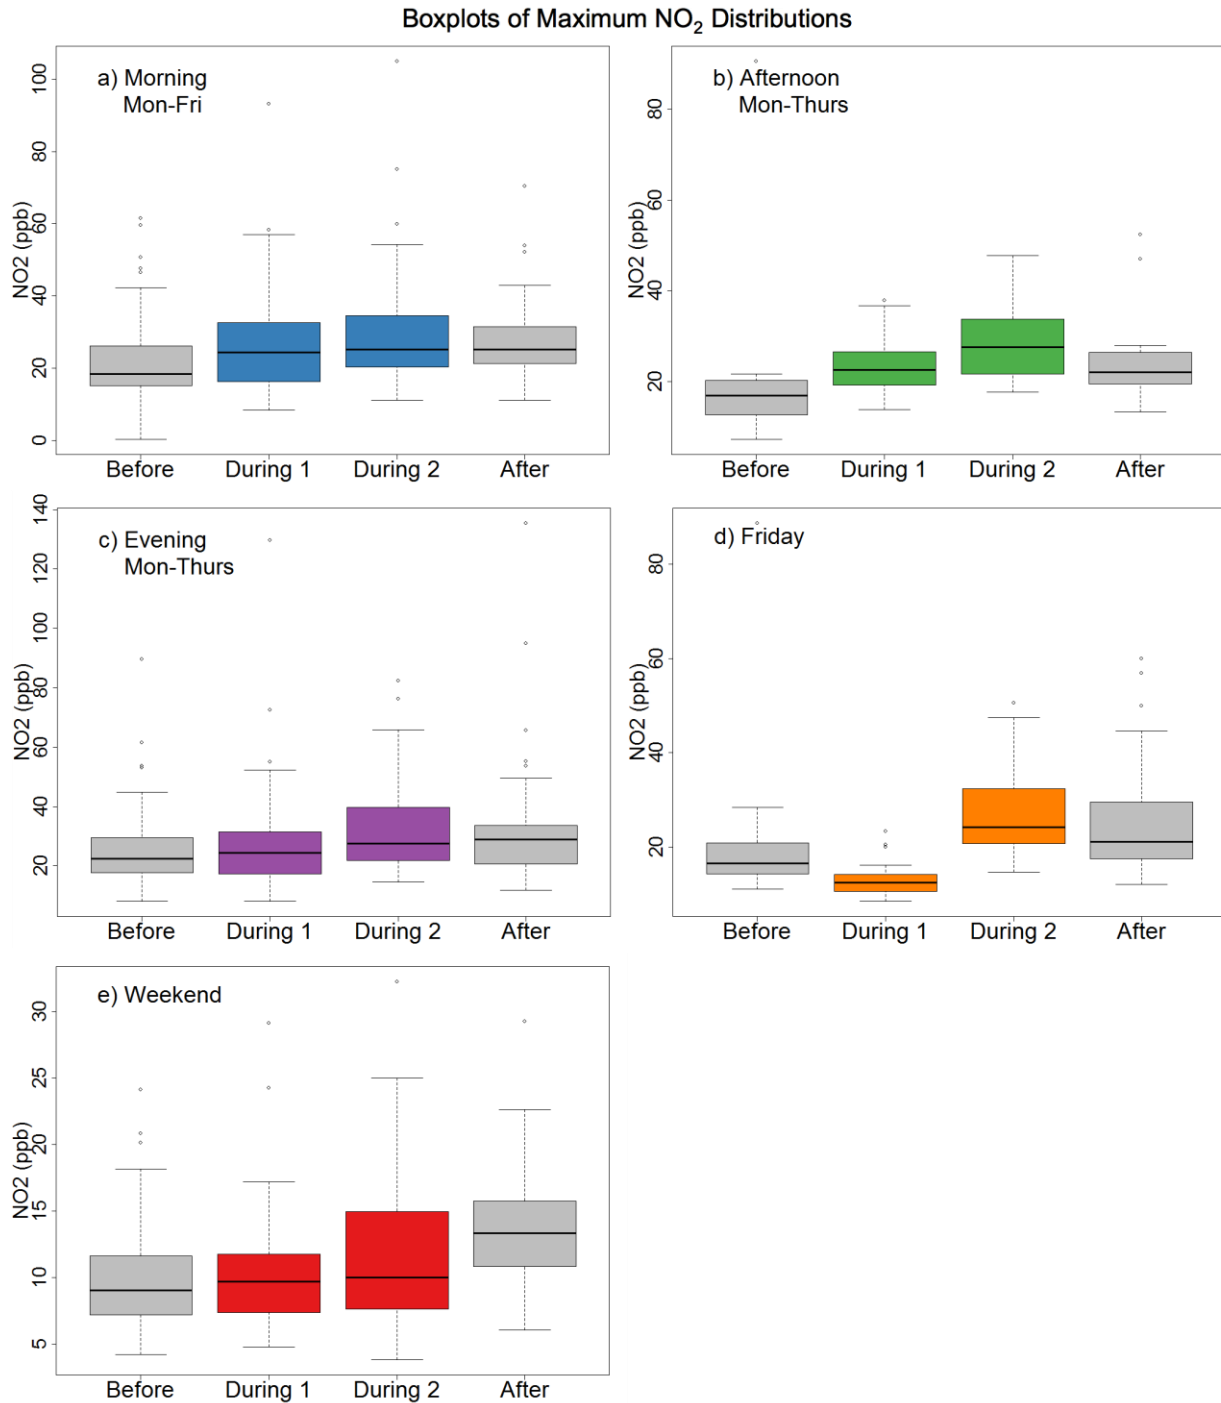 Boxplots of Maximum NO₂ Distributions
a) Morning
Mon-Fri
NO2 (ppb)
100
80
60
40
20
0
Before During 1 During 2 After
b) Afternoon
Mon-Thurs
NO2 (ppb)
80
60
40
20
Before During 1 During 2 After
c) Evening
Mon-Thurs
NO2 (ppb)
140
120
100
80
60
40
20
Before During 1 During 2 After
d) Friday
NO2 (ppb)
80
60
40
20
Before During 1 During 2 After
e) Weekend
NO2 (ppb)
30
25
20
15
10
5
Before During 1 During 2 After